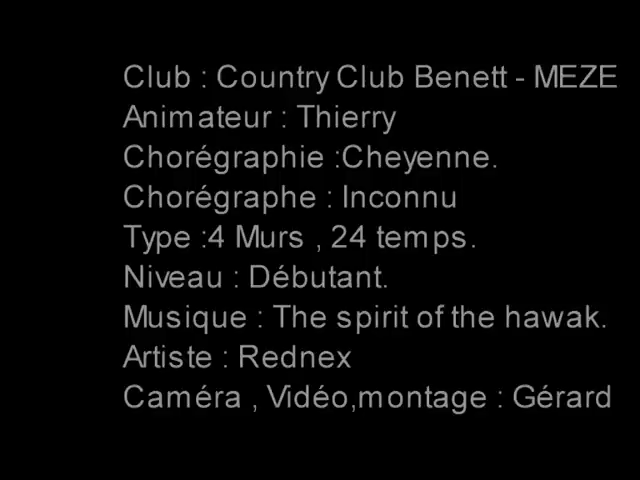 Club : Country Club Benett - MEZE
Animateur : Thierry
Chorégraphie :Cheyenne.
Chorégraphe : Inconnu
Type :4 Murs , 24 temps.
Niveau : Débutant.
Musique : The spirit of the hawak.
Artiste : Rednex
Caméra , Vidéo,montage : Gérard